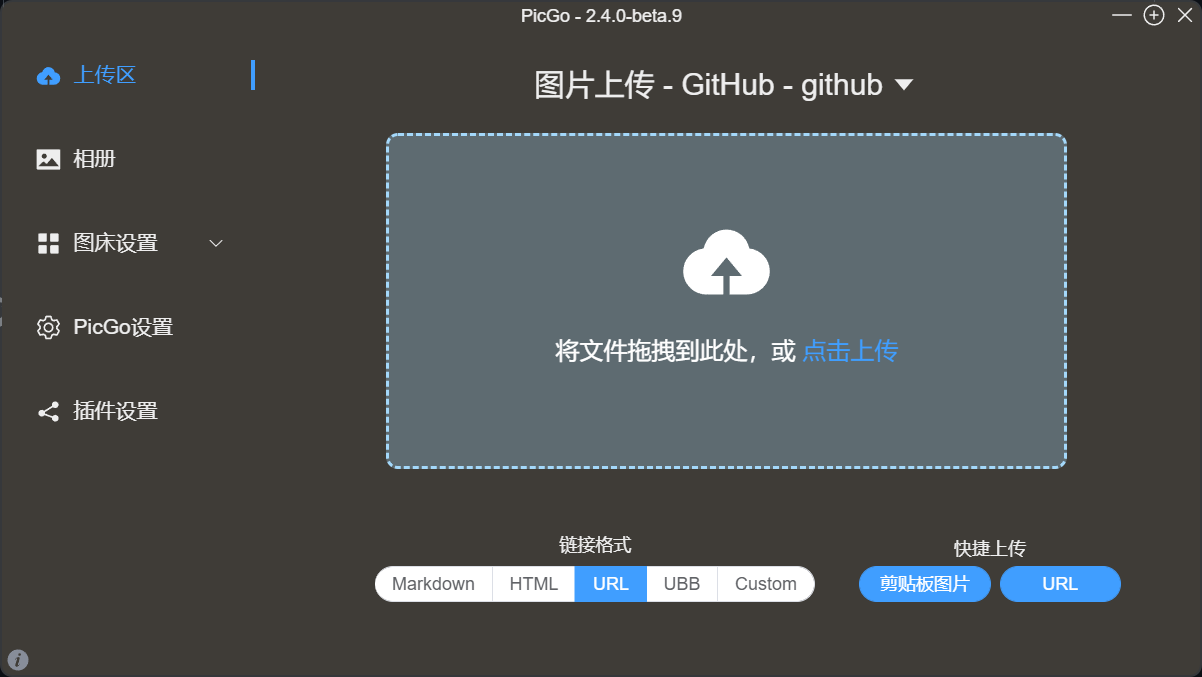 PicGo - 2.4.0-beta.9
上传区
相册
图床设置
PicGo设置
插件设置
图片上传 - GitHub - github
将文件拖拽到此处，或 点击上传
链接格式
Markdown HTML URL UBB Custom
快捷上传
剪贴板图片 URL